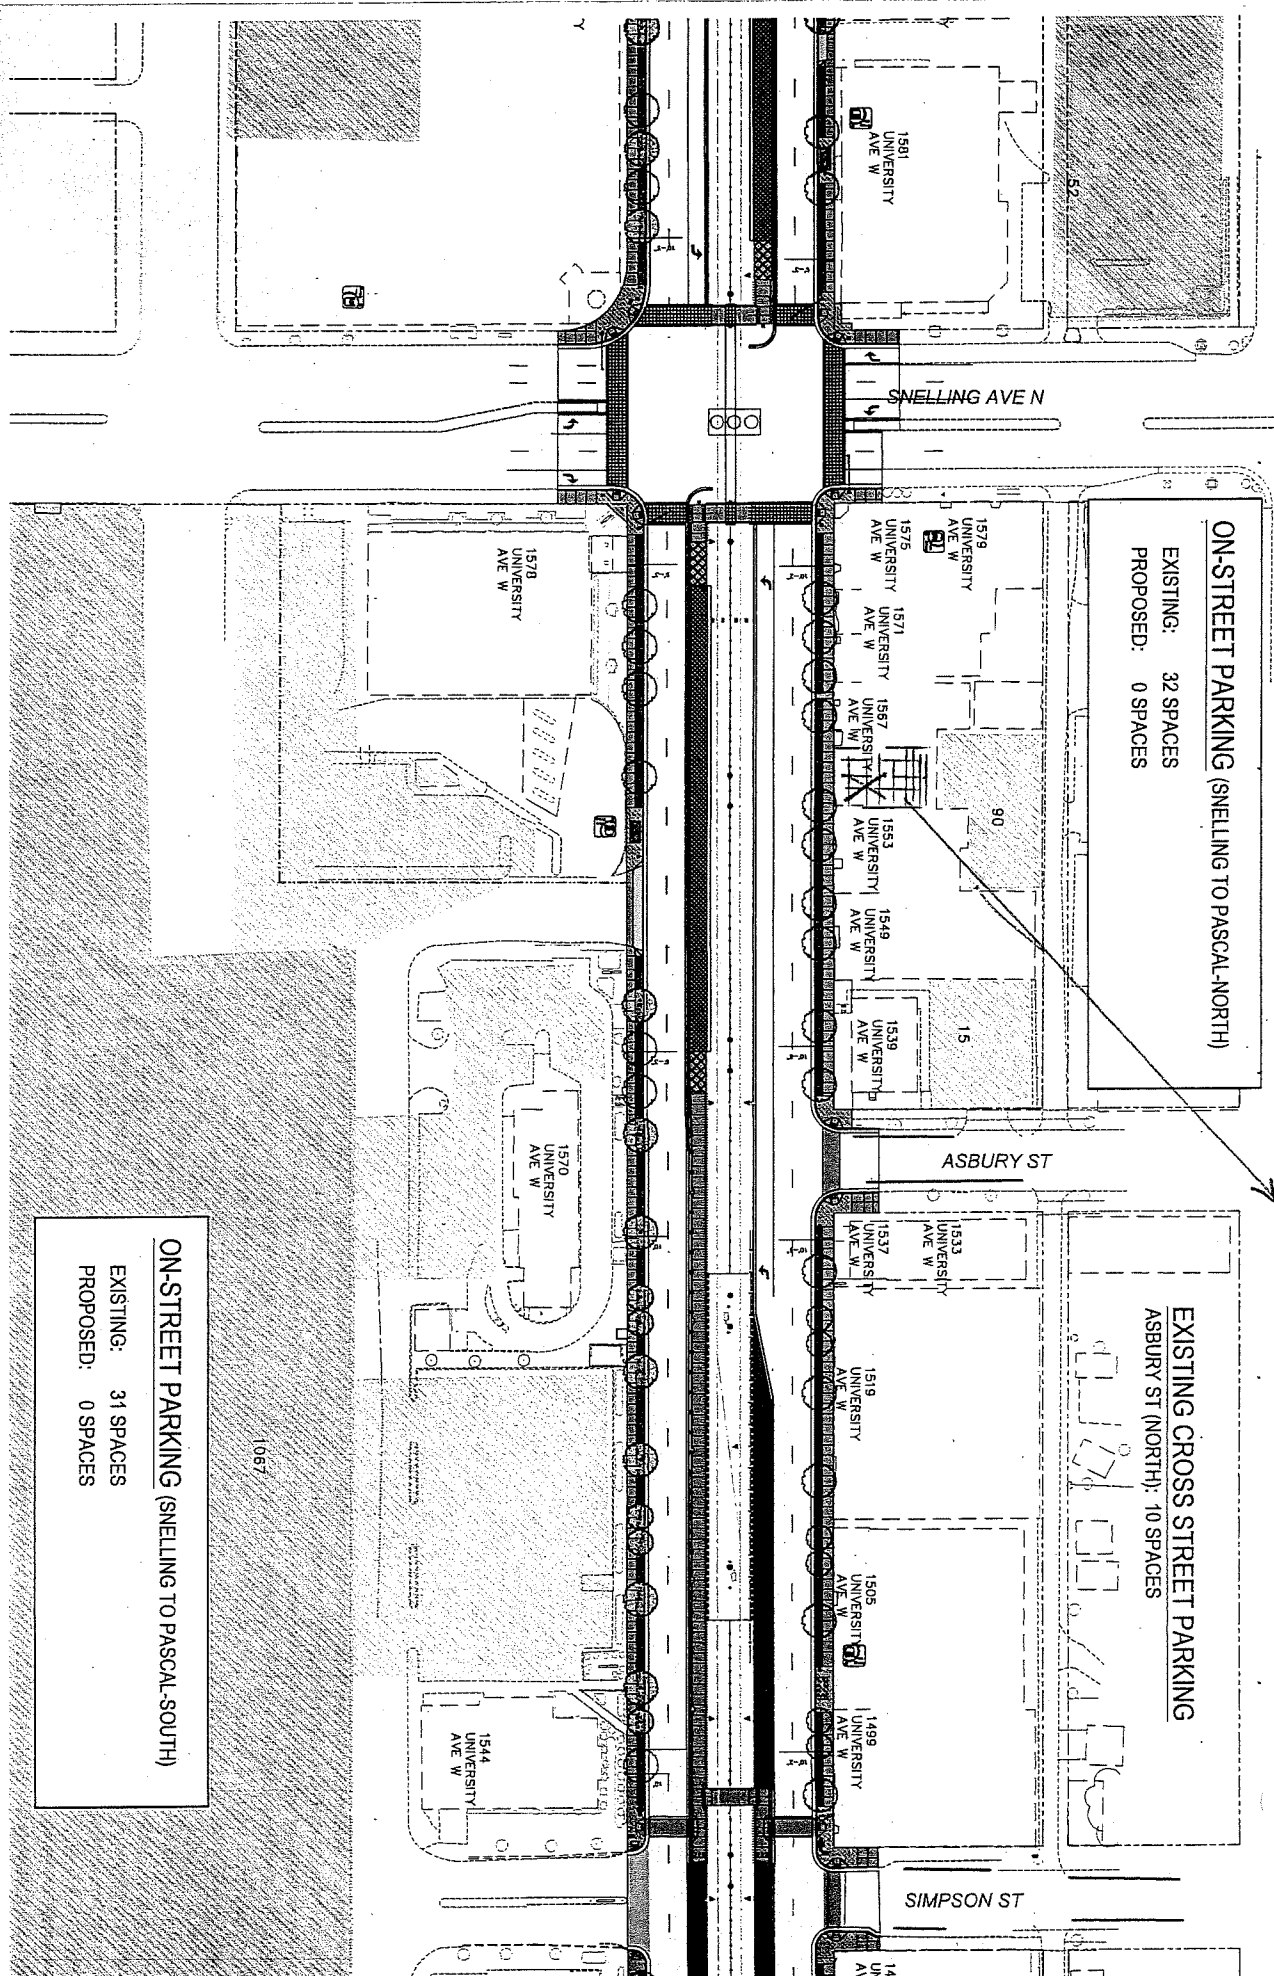 ON-STREET PARKING (SNELLING TO PASCAL-NORTH)
EXISTING: 32 SPACES
PROPOSED: 0 SPACES
EXISTING CROSS STREET PARKING
ASBURY ST (NORTH): 10 SPACES
52
SNELLING AVE N
ASBURY ST
SIMPSON ST
90
15
1581
UNIVERSITY
AVE W
1579
UNIVERSITY
AVE W
1575
UNIVERSITY
AVE W
1571
UNIVERSITY
AVE W
1567
UNIVERSITY
AVE W
1553
UNIVERSITY
AVE W
1549
UNIVERSITY
AVE W
1539
UNIVERSITY
AVE W
1533
UNIVERSITY
AVE W
1537
UNIVERSITY
AVE W
1519
UNIVERSITY
AVE W
1505
UNIVERSITY
AVE W
1499
UNIVERSITY
AVE W
1578
UNIVERSITY
AVE W
1570
UNIVERSITY
AVE W
1544
UNIVERSITY
AVE W
1067
ON-STREET PARKING (SNELLING TO PASCAL-SOUTH)
EXISTING: 31 SPACES
PROPOSED: 0 SPACES